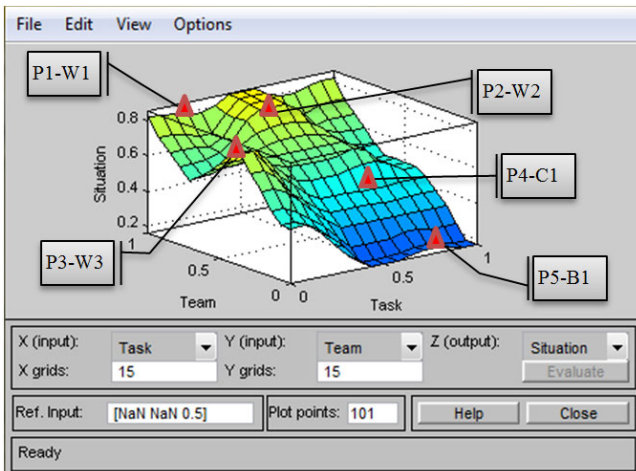 File Edit View Options
P1-W1
P2-W2
P3-W3
P4-C1
P5-B1
Situation
0.8
0.6
0.4
0.2
1
0.5
0
Team
0
0.5
1
Task
X (input): Task Y (input): Team Z (output): Situation
X grids: 15 Y grids: 15 Evaluate
Ref. Input: [NaN NaN 0.5] Plot points: 101 Help Close
Ready